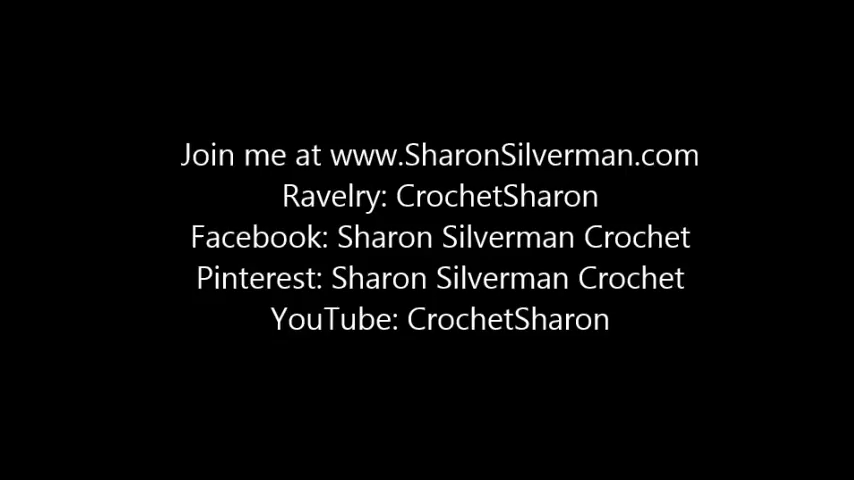 Join me at www.SharonSilverman.com
Ravelry: CrochetSharon
Facebook: Sharon Silverman Crochet
Pinterest: Sharon Silverman Crochet
YouTube: CrochetSharon